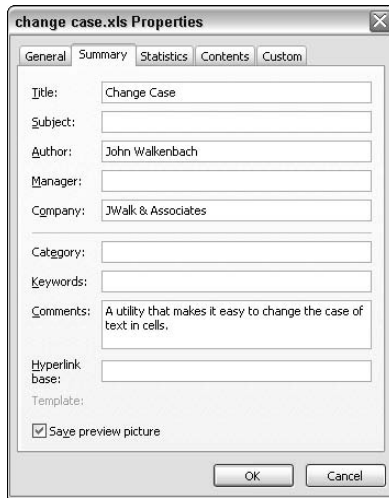 change case.xls Properties
General Summary Statistics Contents Custom
Title: Change Case
Subject:
Author: John Walkenbach
Manager:
Company: JWalk & Associates
Category:
Keywords:
Comments: A utility that makes it easy to change the case of
text in cells.
Hyperlink
base:
Template:
Save preview picture
OK Cancel